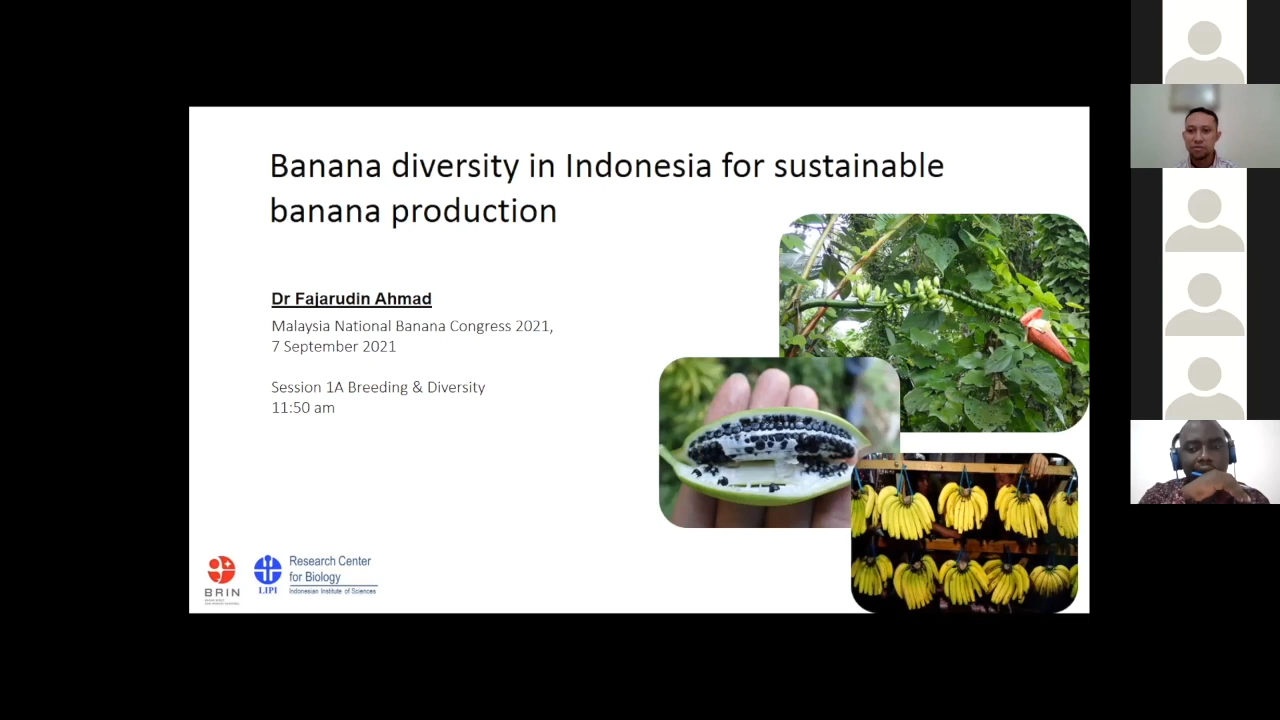 Banana diversity in Indonesia for sustainable
banana production
Dr Fajarudin Ahmad
Malaysia National Banana Congress 2021,
7 September 2021
Session 1A Breeding & Diversity
11:50 am
BRIN
LIPI
Research Center
for Biology
Indonesian Institute of Sciences